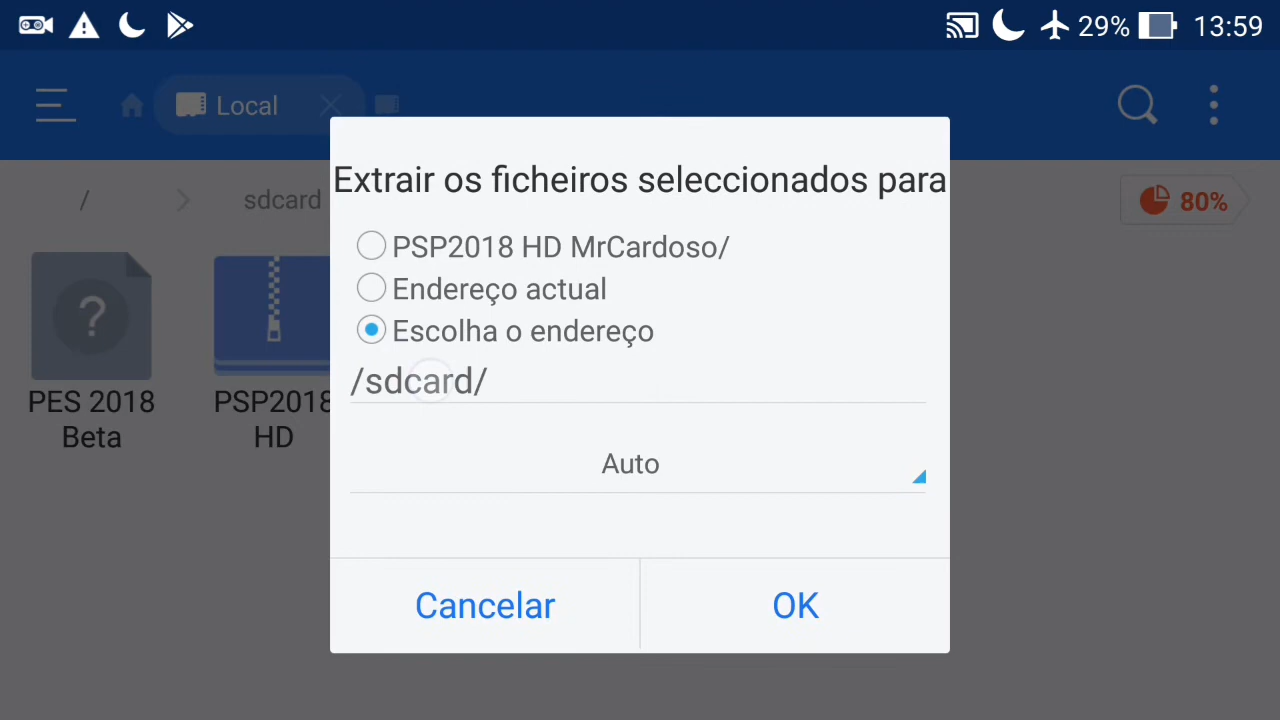 29% 13:59
Local
/ sdcard
80%
Extrair os ficheiros seleccionados para
PSP2018 HD MrCardoso/
Endereço actual
Escolha o endereço
/sdcard/
Auto
Cancelar OK
?
PES 2018
Beta
PSP2018
HD